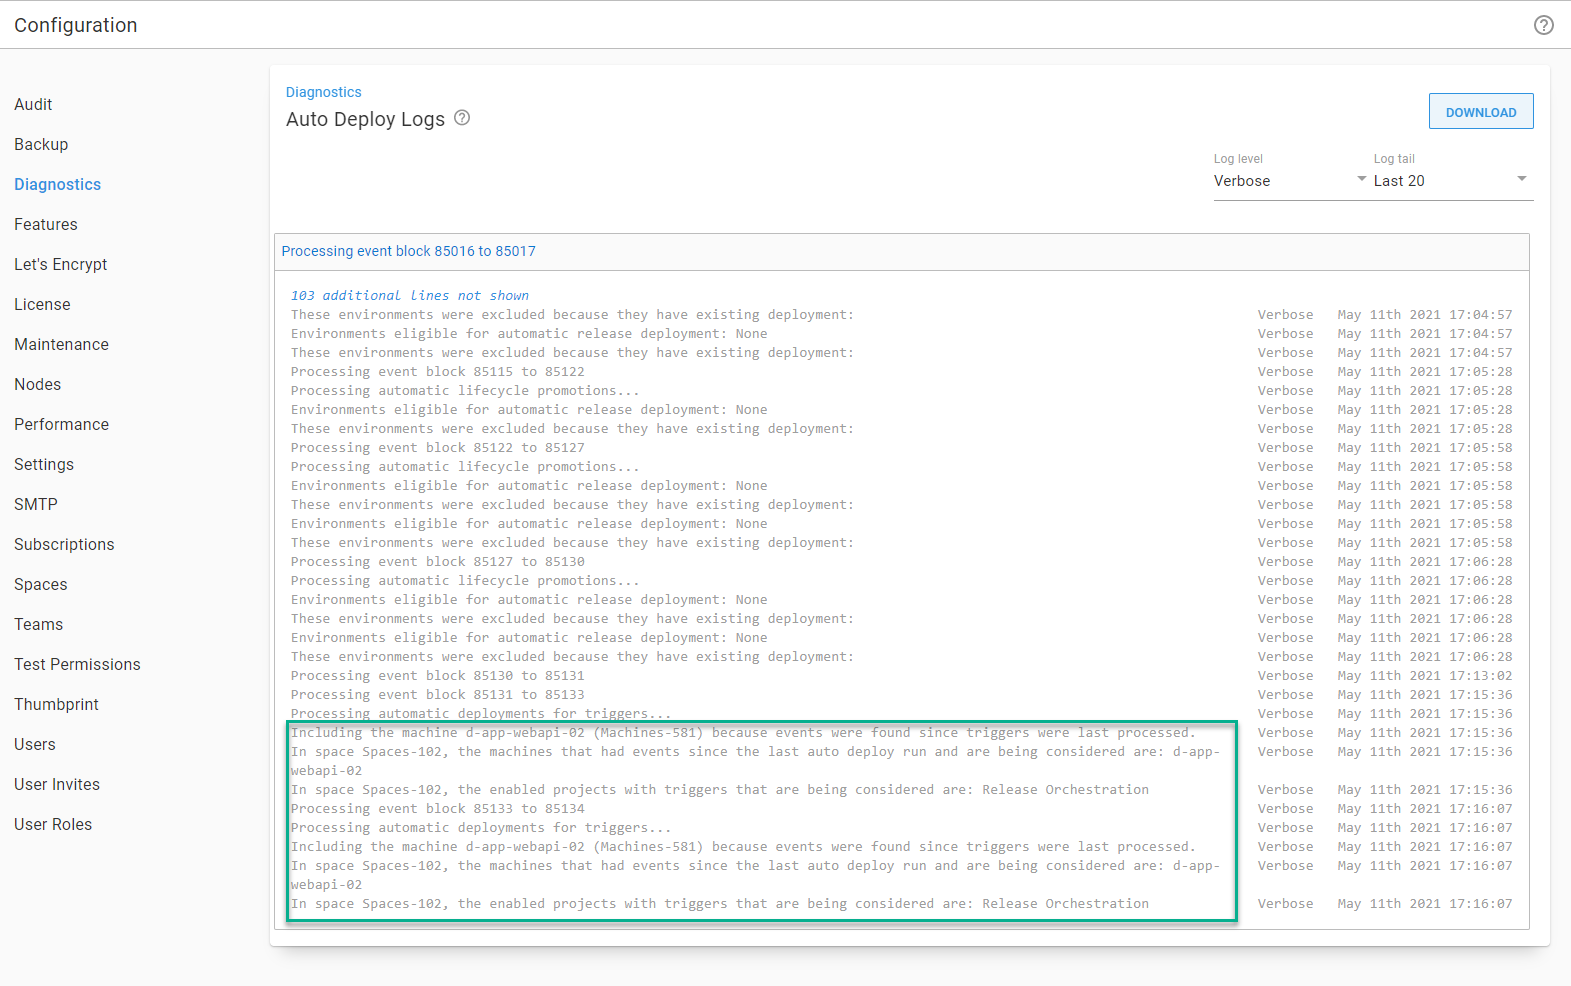 Configuration
Audit
Backup
Diagnostics
Features
Let's Encrypt
License
Maintenance
Nodes
Performance
Settings
SMTP
Subscriptions
Spaces
Teams
Test Permissions
Thumbprint
Users
User Invites
User Roles
Diagnostics
Auto Deploy Logs
DOWNLOAD
Log level
Verbose
Log tail
Last 20
Processing event block 85016 to 85017
103 additional lines not shown
These environments were excluded because they have existing deployment: Verbose May 11th 2021 17:04:57
Environments eligible for automatic release deployment: None Verbose May 11th 2021 17:04:57
These environments were excluded because they have existing deployment: Verbose May 11th 2021 17:04:57
Processing event block 85115 to 85122 Verbose May 11th 2021 17:05:28
Processing automatic lifecycle promotions... Verbose May 11th 2021 17:05:28
Environments eligible for automatic release deployment: None Verbose May 11th 2021 17:05:28
These environments were excluded because they have existing deployment: Verbose May 11th 2021 17:05:28
Processing event block 85122 to 85127 Verbose May 11th 2021 17:05:58
Processing automatic lifecycle promotions... Verbose May 11th 2021 17:05:58
Environments eligible for automatic release deployment: None Verbose May 11th 2021 17:05:58
These environments were excluded because they have existing deployment: Verbose May 11th 2021 17:05:58
Environments eligible for automatic release deployment: None Verbose May 11th 2021 17:05:58
These environments were excluded because they have existing deployment: Verbose May 11th 2021 17:05:58
Processing event block 85127 to 85130 Verbose May 11th 2021 17:06:28
Processing automatic lifecycle promotions... Verbose May 11th 2021 17:06:28
Environments eligible for automatic release deployment: None Verbose May 11th 2021 17:06:28
These environments were excluded because they have existing deployment: Verbose May 11th 2021 17:06:28
Environments eligible for automatic release deployment: None Verbose May 11th 2021 17:06:28
These environments were excluded because they have existing deployment: Verbose May 11th 2021 17:06:28
Processing event block 85130 to 85131 Verbose May 11th 2021 17:13:02
Processing event block 85131 to 85133 Verbose May 11th 2021 17:15:36
Processing automatic deployments for triggers... Verbose May 11th 2021 17:15:36
Including the machine d-app-webapi-02 (Machines-581) because events were found since triggers were last processed. Verbose May 11th 2021 17:15:36
In space Spaces-102, the machines that had events since the last auto deploy run and are being considered are: d-app- Verbose May 11th 2021 17:15:36
webapi-02
In space Spaces-102, the enabled projects with triggers that are being considered are: Release Orchestration Verbose May 11th 2021 17:15:36
Processing event block 85133 to 85134 Verbose May 11th 2021 17:16:07
Processing automatic deployments for triggers... Verbose May 11th 2021 17:16:07
Including the machine d-app-webapi-02 (Machines-581) because events were found since triggers were last processed. Verbose May 11th 2021 17:16:07
In space Spaces-102, the machines that had events since the last auto deploy run and are being considered are: d-app- Verbose May 11th 2021 17:16:07
webapi-02
In space Spaces-102, the enabled projects with triggers that are being considered are: Release Orchestration Verbose May 11th 2021 17:16:07